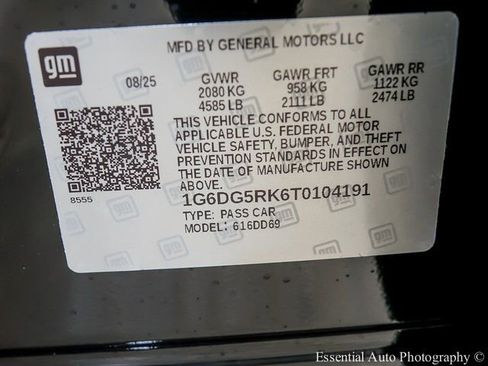 gm
MFD BY GENERAL MOTORS LLC
08/25 GVWR GAWR FRT GAWR RR
2080 KG 958 KG 1122 KG
4585 LB 2111 LB 2474 LB
THIS VEHICLE CONFORMS TO ALL
APPLICABLE U.S. FEDERAL MOTOR
VEHICLE SAFETY, BUMPER, AND THEFT
PREVENTION STANDARDS IN EFFECT ON
THE DATE OF MANUFACTURE SHOWN
ABOVE.
8555
1G6DG5RK6T0104191
TYPE: PASS CAR
MODEL: 616DD69
Essential Auto Photography (C)